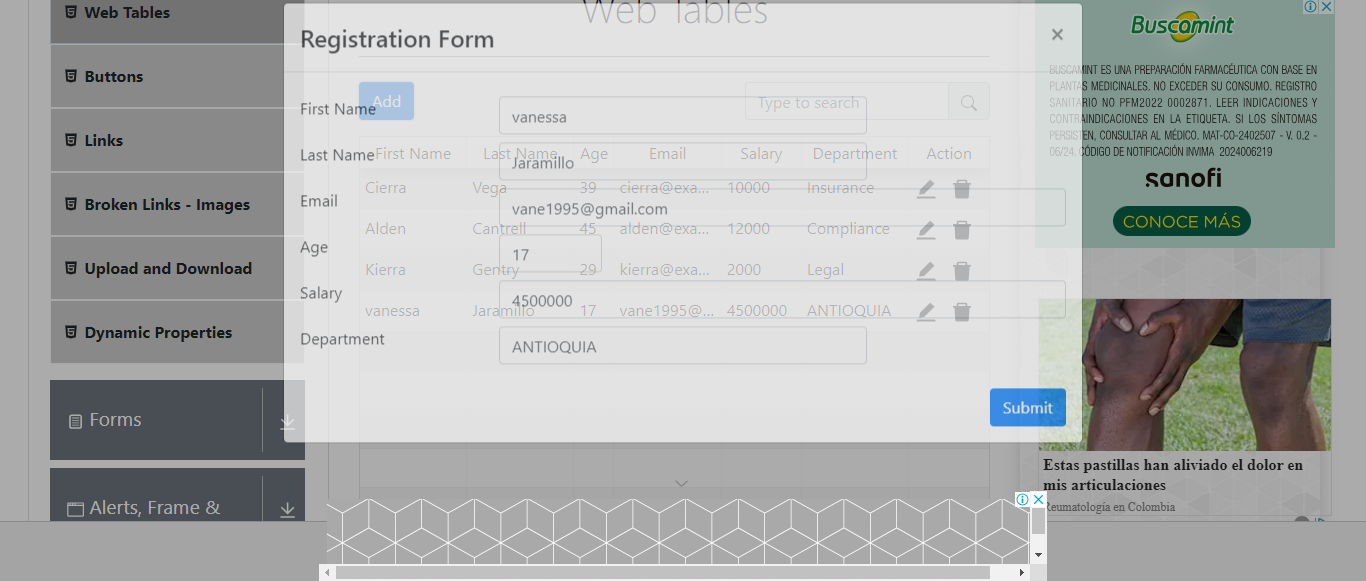 Web Tables
Buttons
Links
Broken Links - Images
Upload and Download
Dynamic Properties
Forms
Alerts, Frame &
Web Tables
Registration Form
×
Add
Type to search
First Name
vanessa
Last Name
Jaramillo
Email
vane1995@gmail.com
Age
17
Salary
4500000
Department
ANTIOQUIA
Submit
First Name Last Name Age Email Salary Department Action
Cierra Vega 39 cierra@exa... 10000 Insurance
Alden Cantrell 45 alden@exa... 12000 Compliance
Kierra Gentry 29 kierra@exa... 2000 Legal
vanessa Jaramillo 17 vane1995@... 4500000 ANTIOQUIA
Buscamint
BUSCAMINT ES UNA PREPARACIÓN FARMACÉUTICA CON BASE EN
PLANTAS MEDICINALES. NO EXCEDER SU CONSUMO. REGISTRO
SANITARIO NO PFM2022 0002871. LEER INDICACIONES Y
CONTRAINDICACIONES EN LA ETIQUETA. SI LOS SÍNTOMAS
PERSISTEN, CONSULTAR AL MÉDICO. MAT-CO-2402507 - V. 0.2 -
06/24. CÓDIGO DE NOTIFICACIÓN INVIMA 2024006219
sanofi
CONOCE MÁS
Estas pastillas han aliviado el dolor en
mis articulaciones
Reumatología en Colombia